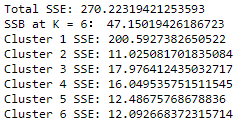 Total SSE: 270.22319421253593
SSB at K = 6:  47.15019426186723
Cluster 1 SSE: 200.5927382650522
Cluster 2 SSE: 11.025081701835084
Cluster 3 SSE: 17.976412435032717
Cluster 4 SSE: 16.049535751511545
Cluster 5 SSE: 12.48675768678836
Cluster 6 SSE: 12.092668372315714